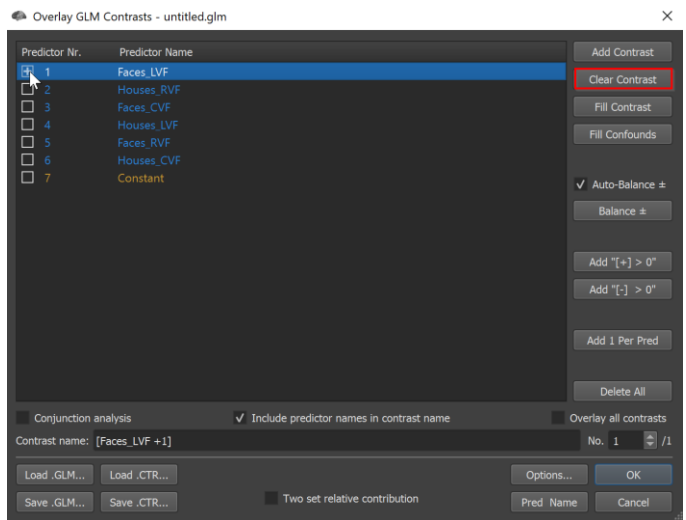 Overlay GLM Contrasts - untitled.glm
Predictor Nr. Predictor Name
1 Faces_LVF
2 Houses_RVF
3 Faces_CVF
4 Houses_LVF
5 Faces_RVF
6 Houses_CVF
7 Constant
Add Contrast
Clear Contrast
Fill Contrast
Fill Confounds
Auto-Balance ±
Balance ±
Add "[+] > 0"
Add "[-] > 0"
Add 1 Per Pred
Delete All
Conjunction analysis Include predictor names in contrast name Overlay all contrasts
Contrast name: [Faces_LVF +1] No. 1 /1
Load .GLM... Load .CTR... Options... OK
Save .GLM... Save .CTR... Two set relative contribution Pred Name Cancel